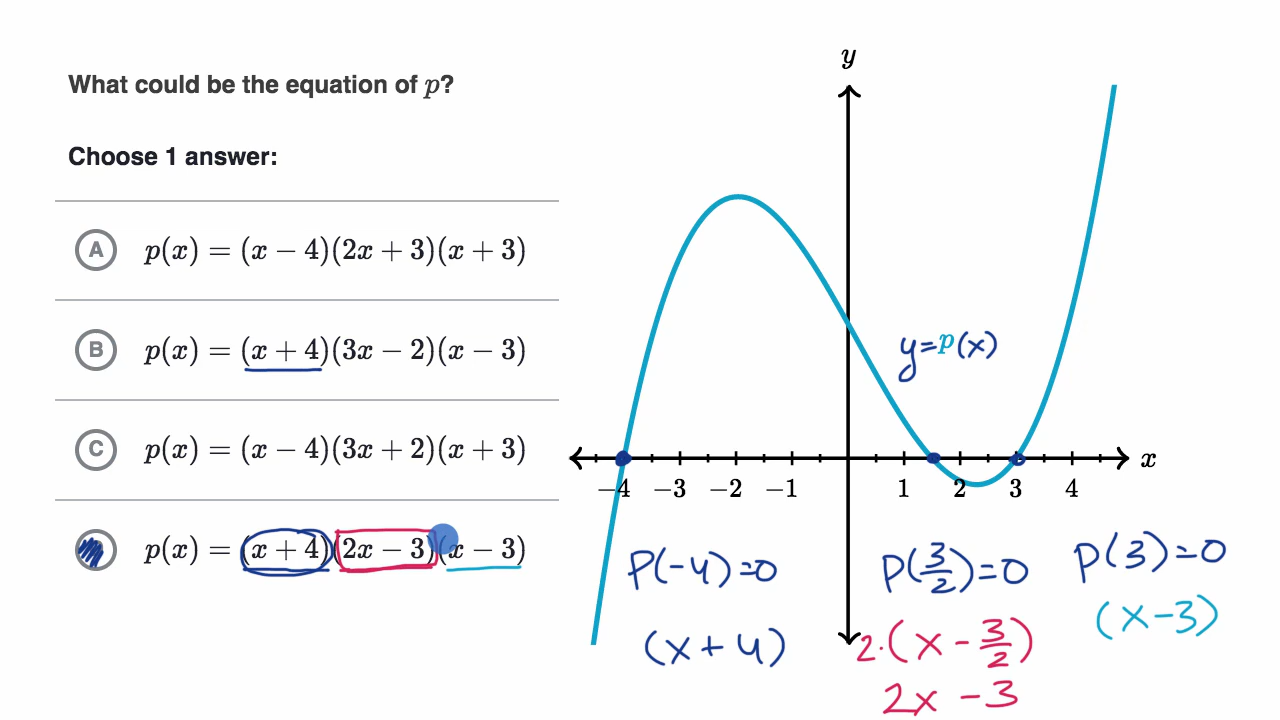 What could be the equation of p?
Choose 1 answer:
A p(x) = (x − 4)(2x + 3)(x + 3)
B p(x) = (x + 4)(3x − 2)(x − 3)
C p(x) = (x − 4)(3x + 2)(x + 3)
p(x) = (x + 4)(2x − 3)(x − 3)
y
y=p(x)
x
−4 −3 −2 −1 1 2 3 4
P(-4)=0
(x+4)
P(3/2)=0
2·(x-3/2)
2x-3
P(3)=0
(x-3)